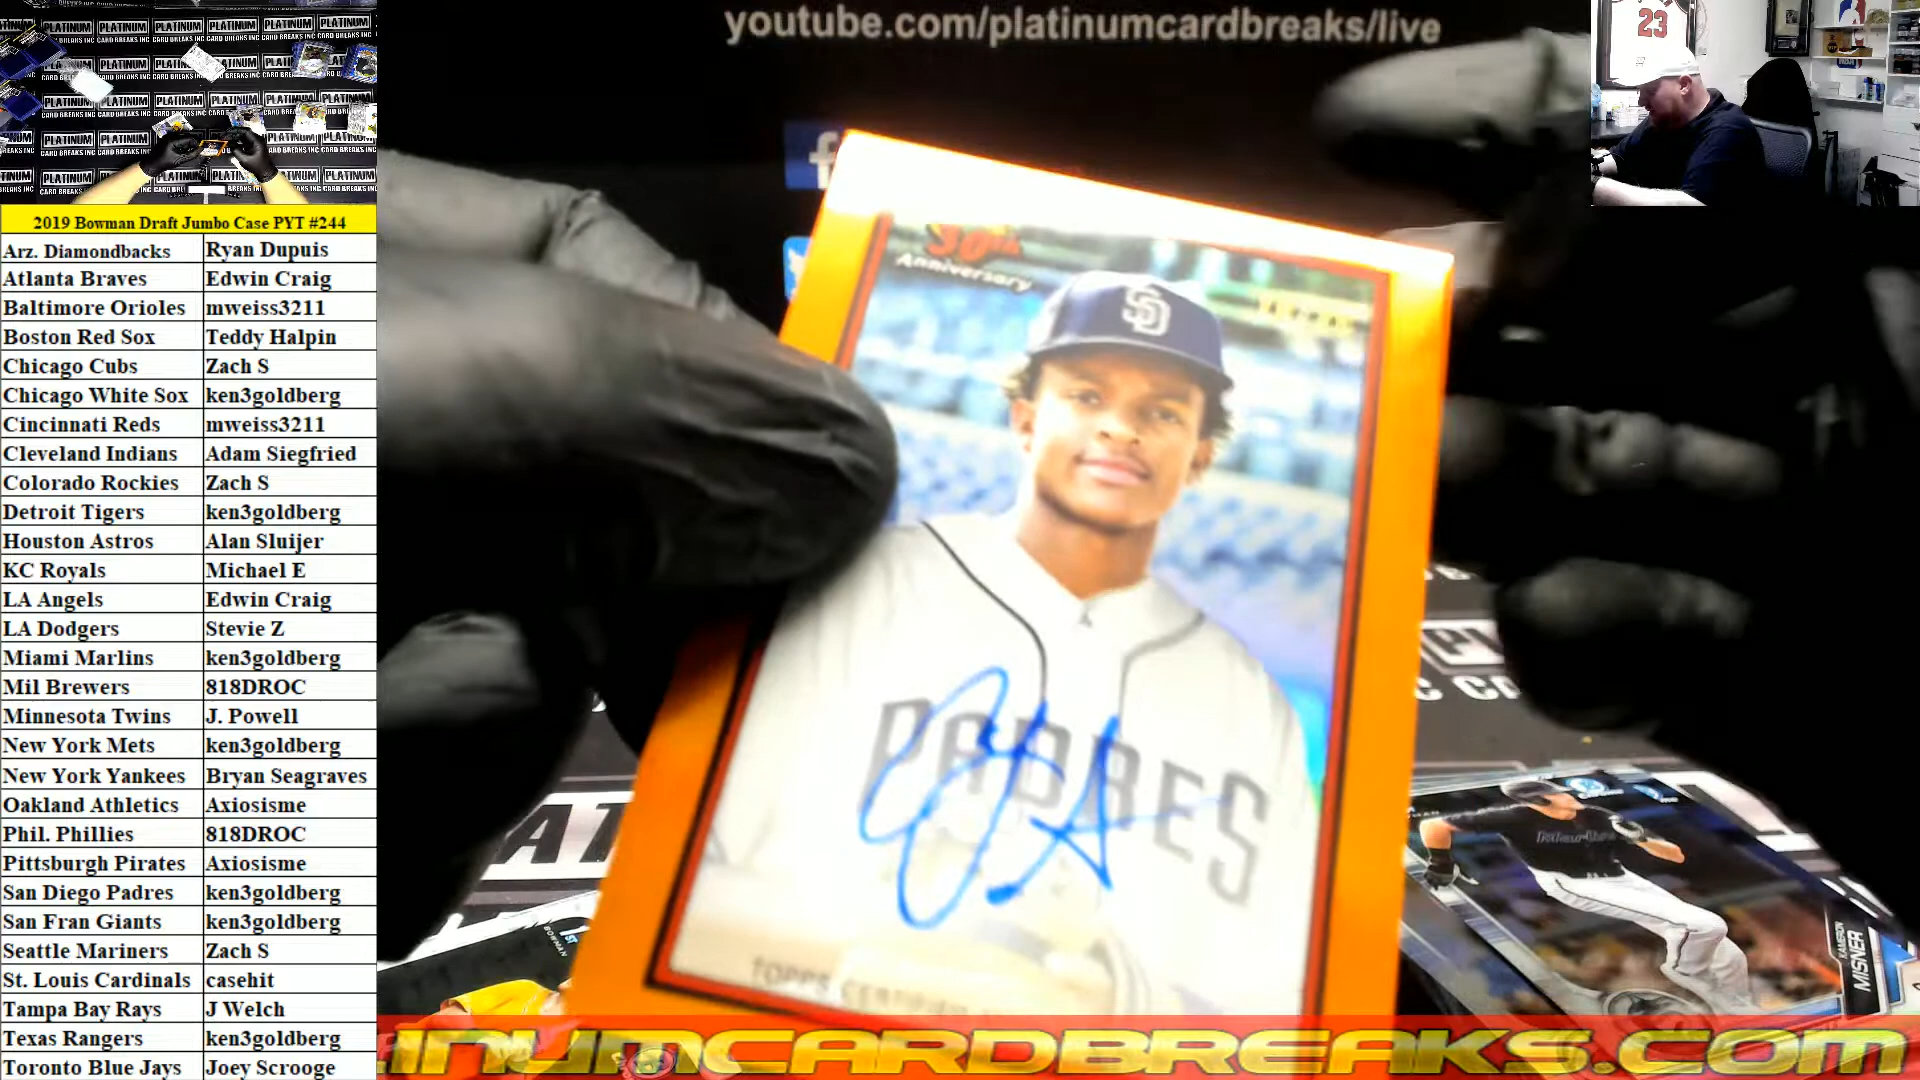 youtube.com/platinumcardbreaks/live
23
PLATINUM
CARD BREAKS INC
2019 Bowman Draft Jumbo Case PYT #244
Arz. Diamondbacks Ryan Dupuis
Atlanta Braves Edwin Craig
Baltimore Orioles mweiss3211
Boston Red Sox Teddy Halpin
Chicago Cubs Zach S
Chicago White Sox ken3goldberg
Cincinnati Reds mweiss3211
Cleveland Indians Adam Siegfried
Colorado Rockies Zach S
Detroit Tigers ken3goldberg
Houston Astros Alan Sluijer
KC Royals Michael E
LA Angels Edwin Craig
LA Dodgers Stevie Z
Miami Marlins ken3goldberg
Mil Brewers 818DROC
Minnesota Twins J. Powell
New York Mets ken3goldberg
New York Yankees Bryan Seagraves
Oakland Athletics Axiosisme
Phil. Phillies 818DROC
Pittsburgh Pirates Axiosisme
San Diego Padres ken3goldberg
San Fran Giants ken3goldberg
Seattle Mariners Zach S
St. Louis Cardinals casehit
Tampa Bay Rays J Welch
Texas Rangers ken3goldberg
Toronto Blue Jays Joey Scrooge
30th
Anniversary
SD
PADRES
TOPPS
1ST
BOWMAN
KAMERON
MISNER
INUMCARDBREAKS.COM